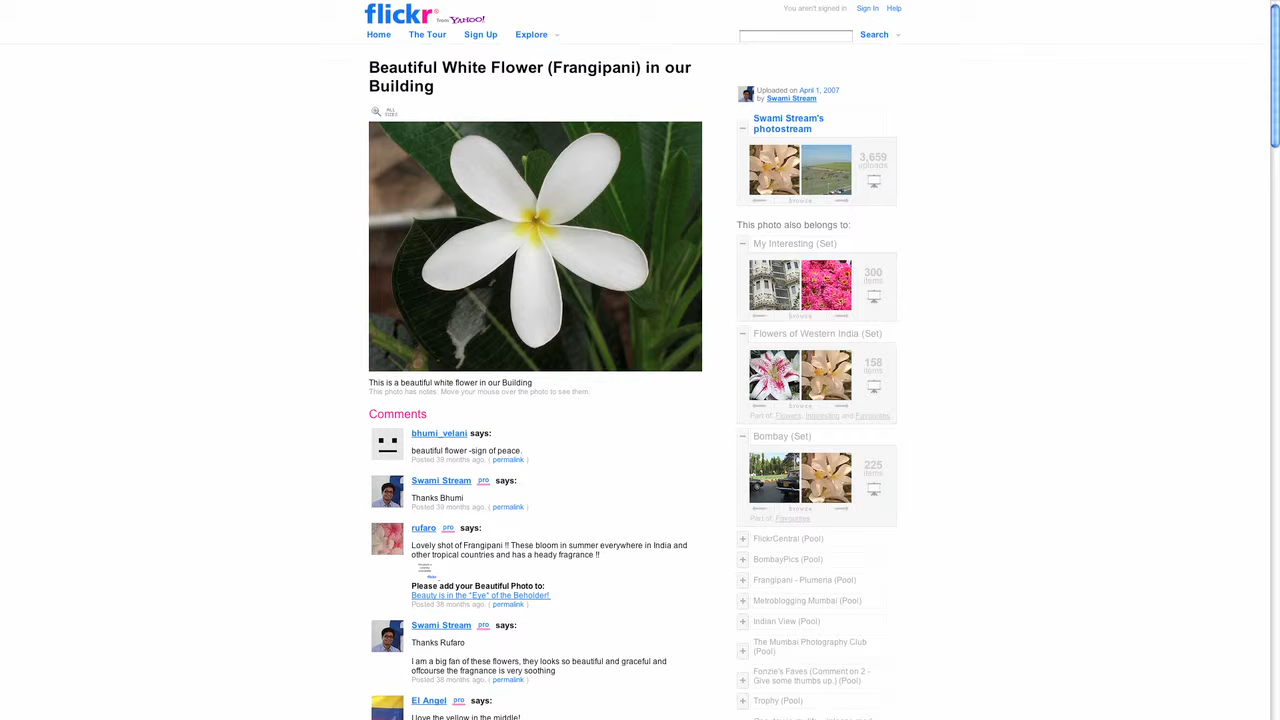 flickr® from YAHOO!
You aren't signed in Sign In Help
Home The Tour Sign Up Explore Search
Beautiful White Flower (Frangipani) in our
Building
ALL
SIZES
Uploaded on April 1, 2007
by Swami Stream
Swami Stream's
photostream
3,659
uploads
browse
This photo also belongs to:
My Interesting (Set)
300
items
browse
Flowers of Western India (Set)
158
items
browse
Part of: Flowers, Interesting and Favourites
Bombay (Set)
225
items
browse
Part of: Favourites
FlickrCentral (Pool)
BombayPics (Pool)
Frangipani - Plumeria (Pool)
Metroblogging Mumbai (Pool)
Indian View (Pool)
The Mumbai Photography Club
(Pool)
Fonzie's Faves (Comment on 2 -
Give some thumbs up.) (Pool)
Trophy (Pool)
This is a beautiful white flower in our Building
This photo has notes. Move your mouse over the photo to see them.
Comments
bhumi_velani says:
beautiful flower -sign of peace.
Posted 39 months ago. ( permalink )
Swami Stream pro says:
Thanks Bhumi
Posted 39 months ago. ( permalink )
rufaro pro says:
Lovely shot of Frangipani !! These bloom in summer everywhere in India and
other tropical countries and has a heady fragrance !!
Please add your Beautiful Photo to:
Beauty is in the "Eye" of the Beholder!
Posted 38 months ago. ( permalink )
Swami Stream pro says:
Thanks Rufaro
I am a big fan of these flowers, they looks so beautiful and graceful and
offcourse the fragnance is very soothing
Posted 38 months ago. ( permalink )
El Angel pro says:
I love the yellow in the middle!